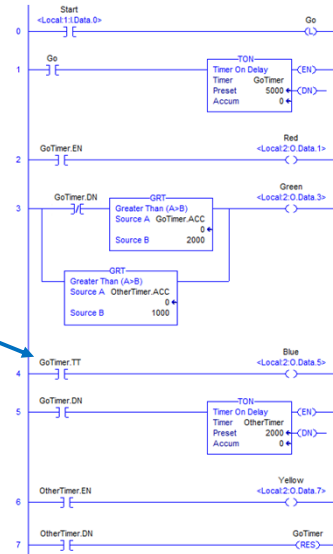 Start
<Local:1:I.Data.0>
Go
0
L
Go
1
TON
Timer On Delay
EN
Timer GoTimer
Preset 5000
DN
Accum 0
Red
GoTimer.EN
<Local:2:O.Data.1>
2
Green
GoTimer.DN
<Local:2:O.Data.3>
3
GRT
Greater Than (A>B)
Source A GoTimer.ACC
0
Source B 2000
GRT
Greater Than (A>B)
Source A OtherTimer.ACC
0
Source B 1000
Blue
GoTimer.TT
<Local:2:O.Data.5>
4
GoTimer.DN
5
TON
Timer On Delay
EN
Timer OtherTimer
Preset 2000
DN
Accum 0
Yellow
OtherTimer.EN
<Local:2:O.Data.7>
6
OtherTimer.DN
GoTimer
7
RES